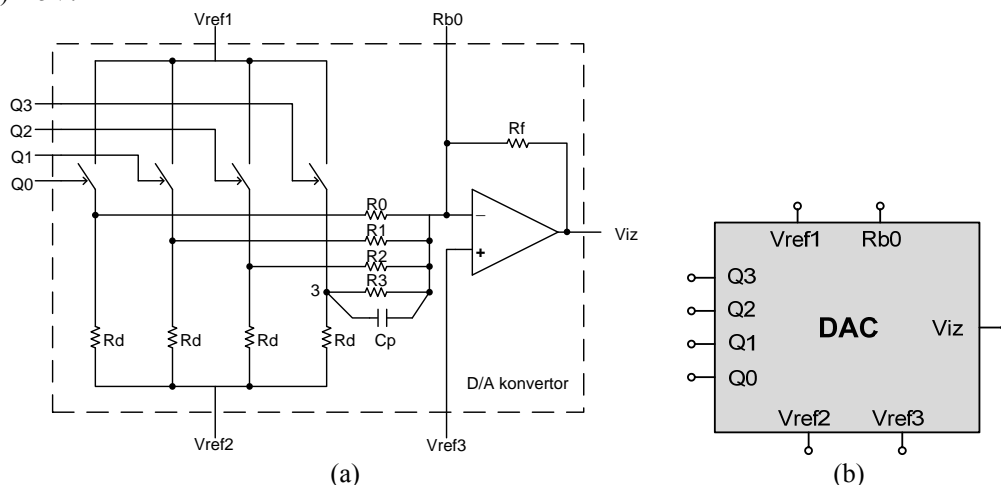 Vref1
Rb0
Q3
Q2
Q1
Q0
Rf
R0
R1
R2
R3
3
Cp
Rd
Rd
Rd
Rd
−
+
Viz
D/A konvertor
Vref2
Vref3
(a)
Vref1
Rb0
Q3
Q2
Q1
Q0
DAC
Viz
Vref2
Vref3
(b)